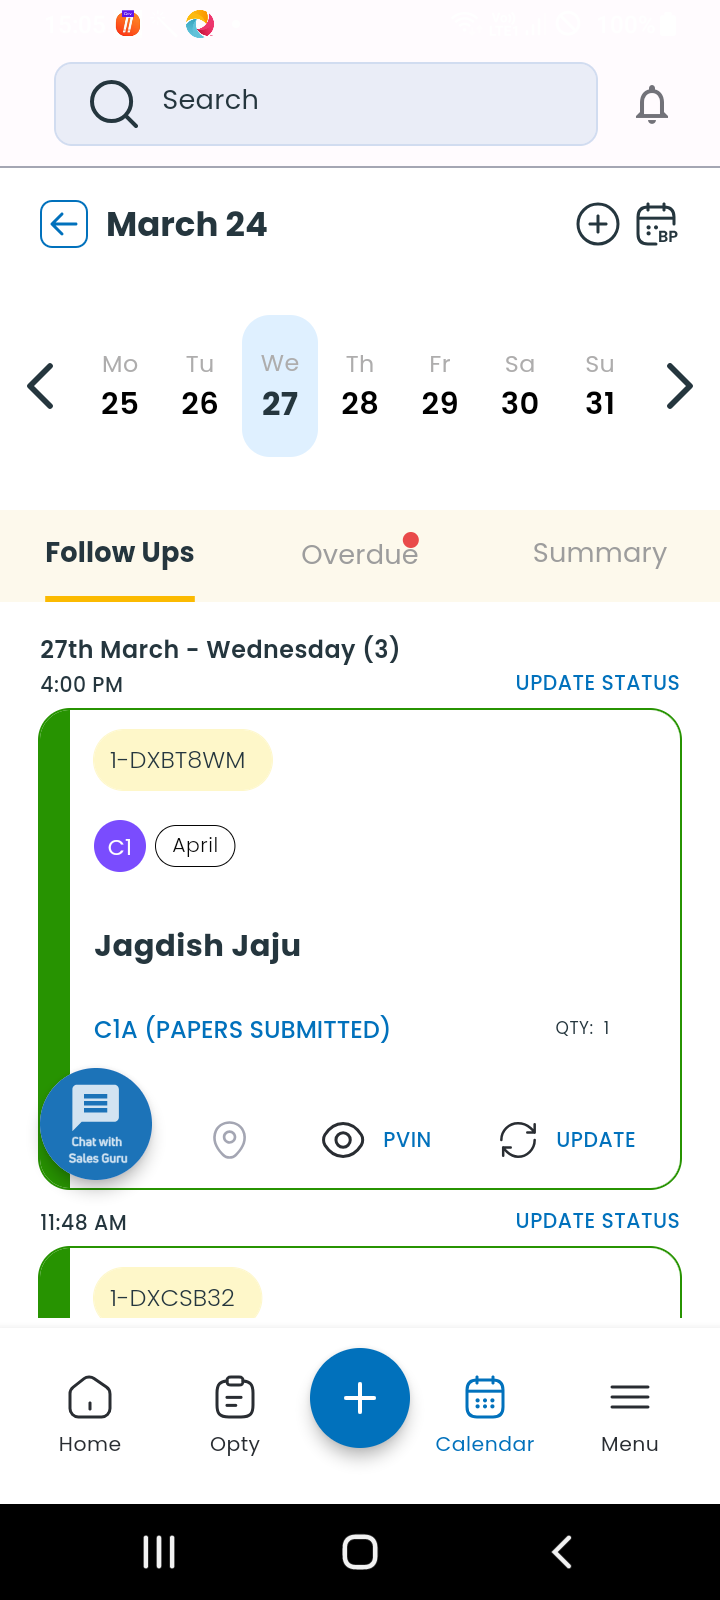 Search
March 24
BP
Mo Tu We Th Fr Sa Su
25 26 27 28 29 30 31
Follow Ups Overdue Summary
27th March - Wednesday (3)
4:00 PM UPDATE STATUS
1-DXBT8WM
C1 April
Jagdish Jaju
C1A (PAPERS SUBMITTED) QTY: 1
PVIN UPDATE
Chat with
Sales Guru
11:48 AM UPDATE STATUS
1-DXCSB32
Home Opty Calendar Menu